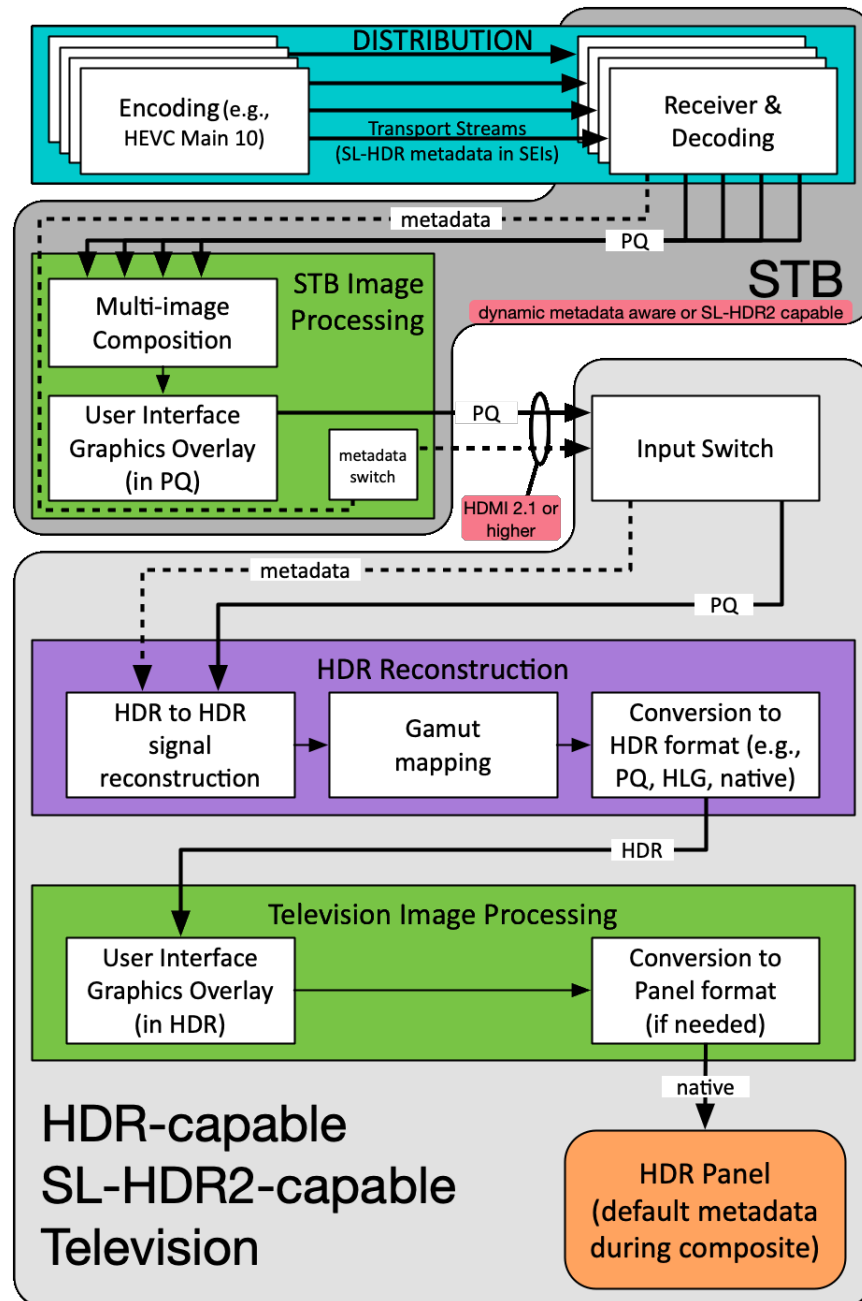 DISTRIBUTION
Encoding (e.g.,
HEVC Main 10)
Transport Streams
(SL-HDR metadata in SEIs)
Receiver &
Decoding
metadata
PQ
STB
dynamic metadata aware or SL-HDR2 capable
STB Image
Processing
Multi-image
Composition
User Interface
Graphics Overlay
(in PQ)
metadata
switch
PQ
HDMI 2.1 or
higher
Input Switch
metadata
PQ
HDR Reconstruction
HDR to HDR
signal
reconstruction
Gamut
mapping
Conversion to
HDR format (e.g.,
PQ, HLG, native)
HDR
Television Image Processing
User Interface
Graphics Overlay
(in HDR)
Conversion to
Panel format
(if needed)
native
HDR-capable
SL-HDR2-capable
Television
HDR Panel
(default metadata
during composite)